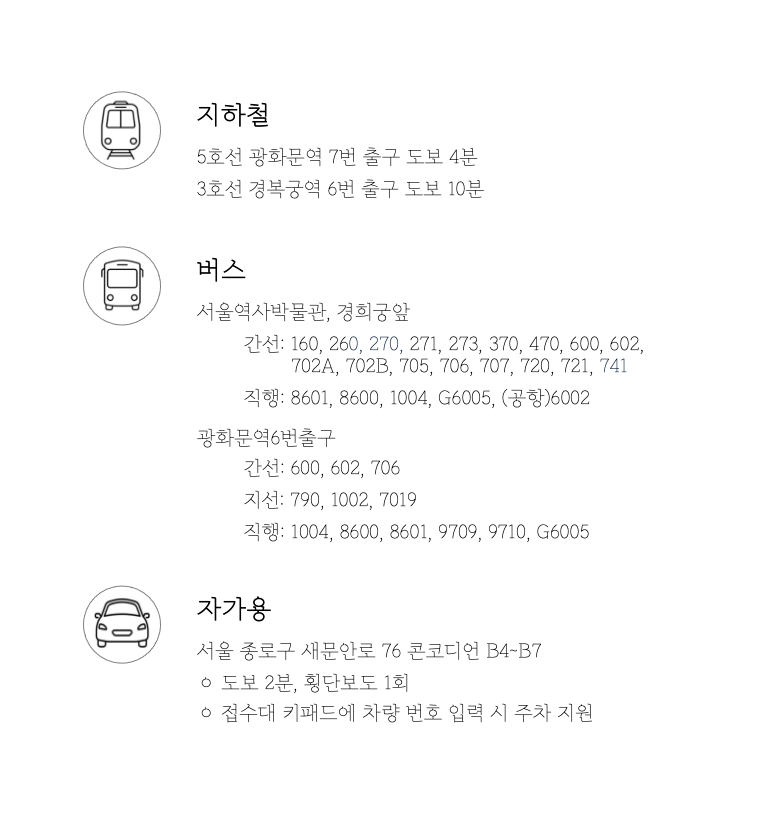 지하철
5호선 광화문역 7번 출구 도보 4분
3호선 경복궁역 6번 출구 도보 10분
버스
서울역사박물관, 경희궁앞
간선: 160, 260, 270, 271, 273, 370, 470, 600, 602,
702A, 702B, 705, 706, 707, 720, 721, 741
직행: 8601, 8600, 1004, G6005, (공항)6002
광화문역6번출구
간선: 600, 602, 706
지선: 790, 1002, 7019
직행: 1004, 8600, 8601, 9709, 9710, G6005
자가용
서울 종로구 새문안로 76 콘코디언 B4~B7
ㅇ 도보 2분, 횡단보도 1회
ㅇ 접수대 키패드에 차량 번호 입력 시 주차 지원